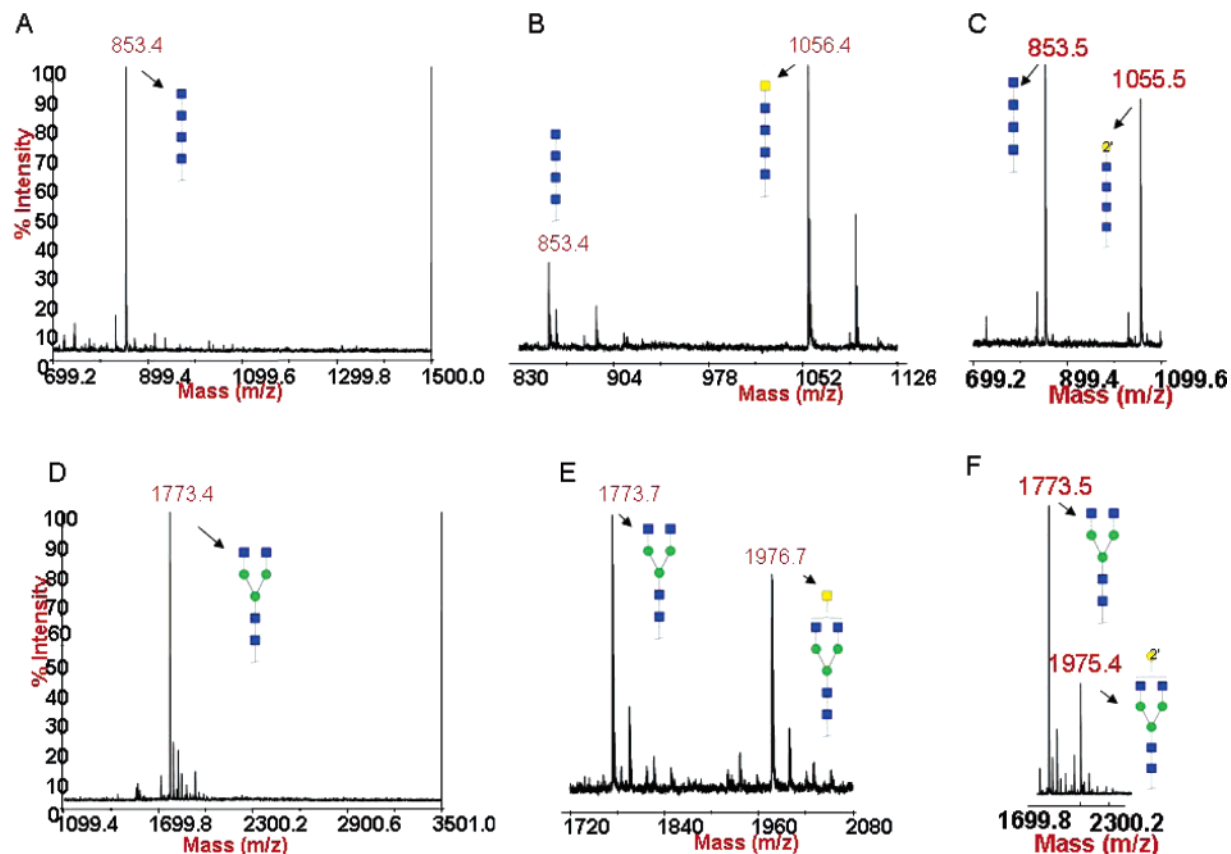 A
853.4
100
90
80
70
60
50
40
30
20
10
0
% Intensity
699.2 899.4 1099.6 1299.8 1500.0
Mass (m/z)
B
1056.4
853.4
830 904 978 1052 1126
Mass (m/z)
C
853.5
1055.5
2'
699.2 899.4 1099.6
Mass (m/z)
D
1773.4
100
90
80
70
60
50
40
30
20
10
0
% Intensity
1099.4 1699.8 2300.2 2900.6 3501.0
Mass (m/z)
E
1773.7
1976.7
1720 1840 1960 2080
Mass (m/z)
F
1773.5
1975.4
2'
1699.8 2300.2
Mass (m/z)